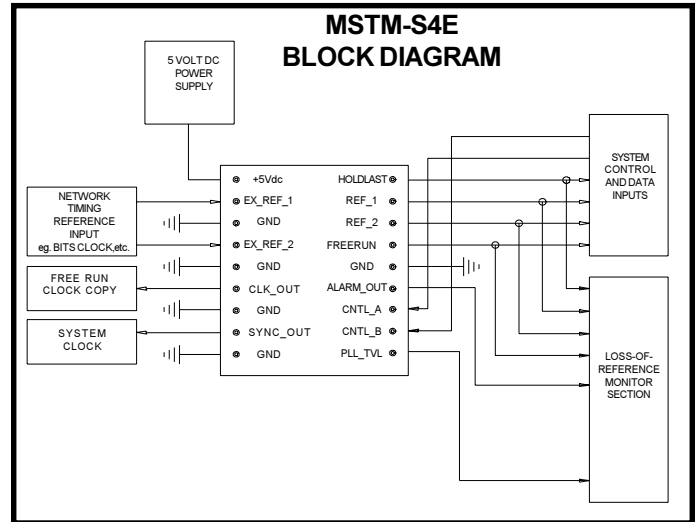 MSTM-S4E
BLOCK DIAGRAM
5 VOLT DC
POWER
SUPPLY
NETWORK
TIMING
REFERENCE
INPUT
eg. BITS CLOCK,etc.
FREE RUN
CLOCK COPY
SYSTEM
CLOCK
+5Vdc
EX_REF_1
GND
EX_REF_2
GND
CLK_OUT
GND
SYNC_OUT
GND
HOLDLAST
REF_1
REF_2
FREERUN
GND
ALARM_OUT
CNTL_A
CNTL_B
PLL_TVL
SYSTEM
CONTROL
AND DATA
INPUTS
LOSS-OF-
REFERENCE
MONITOR
SECTION